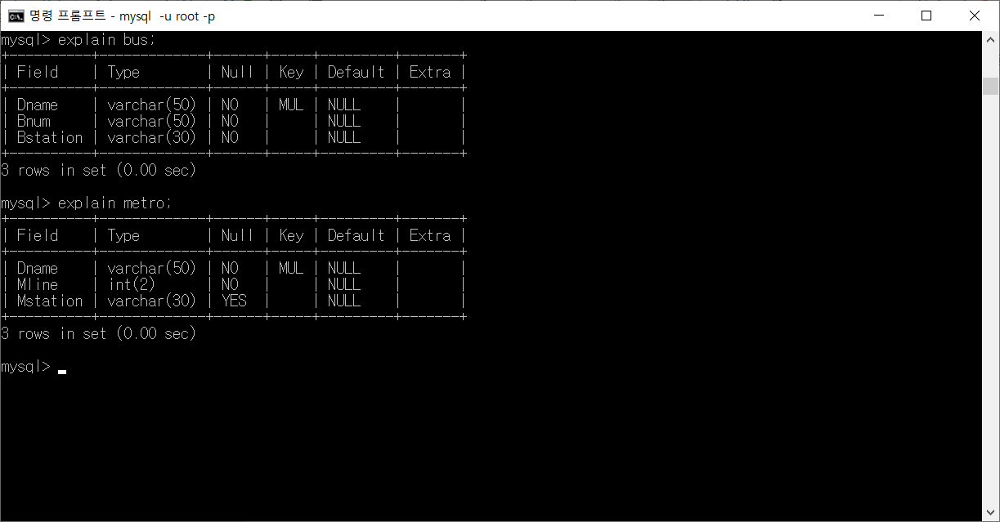 명령 프롬프트 - mysql  -u root -p
mysql> explain bus;
+----------+-------------+------+-----+---------+-------+
| Field    | Type        | Null | Key | Default | Extra |
+----------+-------------+------+-----+---------+-------+
| Dname    | varchar(50) | NO   | MUL | NULL    |       |
| Bnum     | varchar(50) | NO   |     | NULL    |       |
| Bstation | varchar(30) | NO   |     | NULL    |       |
+----------+-------------+------+-----+---------+-------+
3 rows in set (0.00 sec)
mysql> explain metro;
+----------+-------------+------+-----+---------+-------+
| Field    | Type        | Null | Key | Default | Extra |
+----------+-------------+------+-----+---------+-------+
| Dname    | varchar(50) | NO   | MUL | NULL    |       |
| Mline    | int(2)      | NO   |     | NULL    |       |
| Mstation | varchar(30) | YES  |     | NULL    |       |
+----------+-------------+------+-----+---------+-------+
3 rows in set (0.00 sec)
mysql>